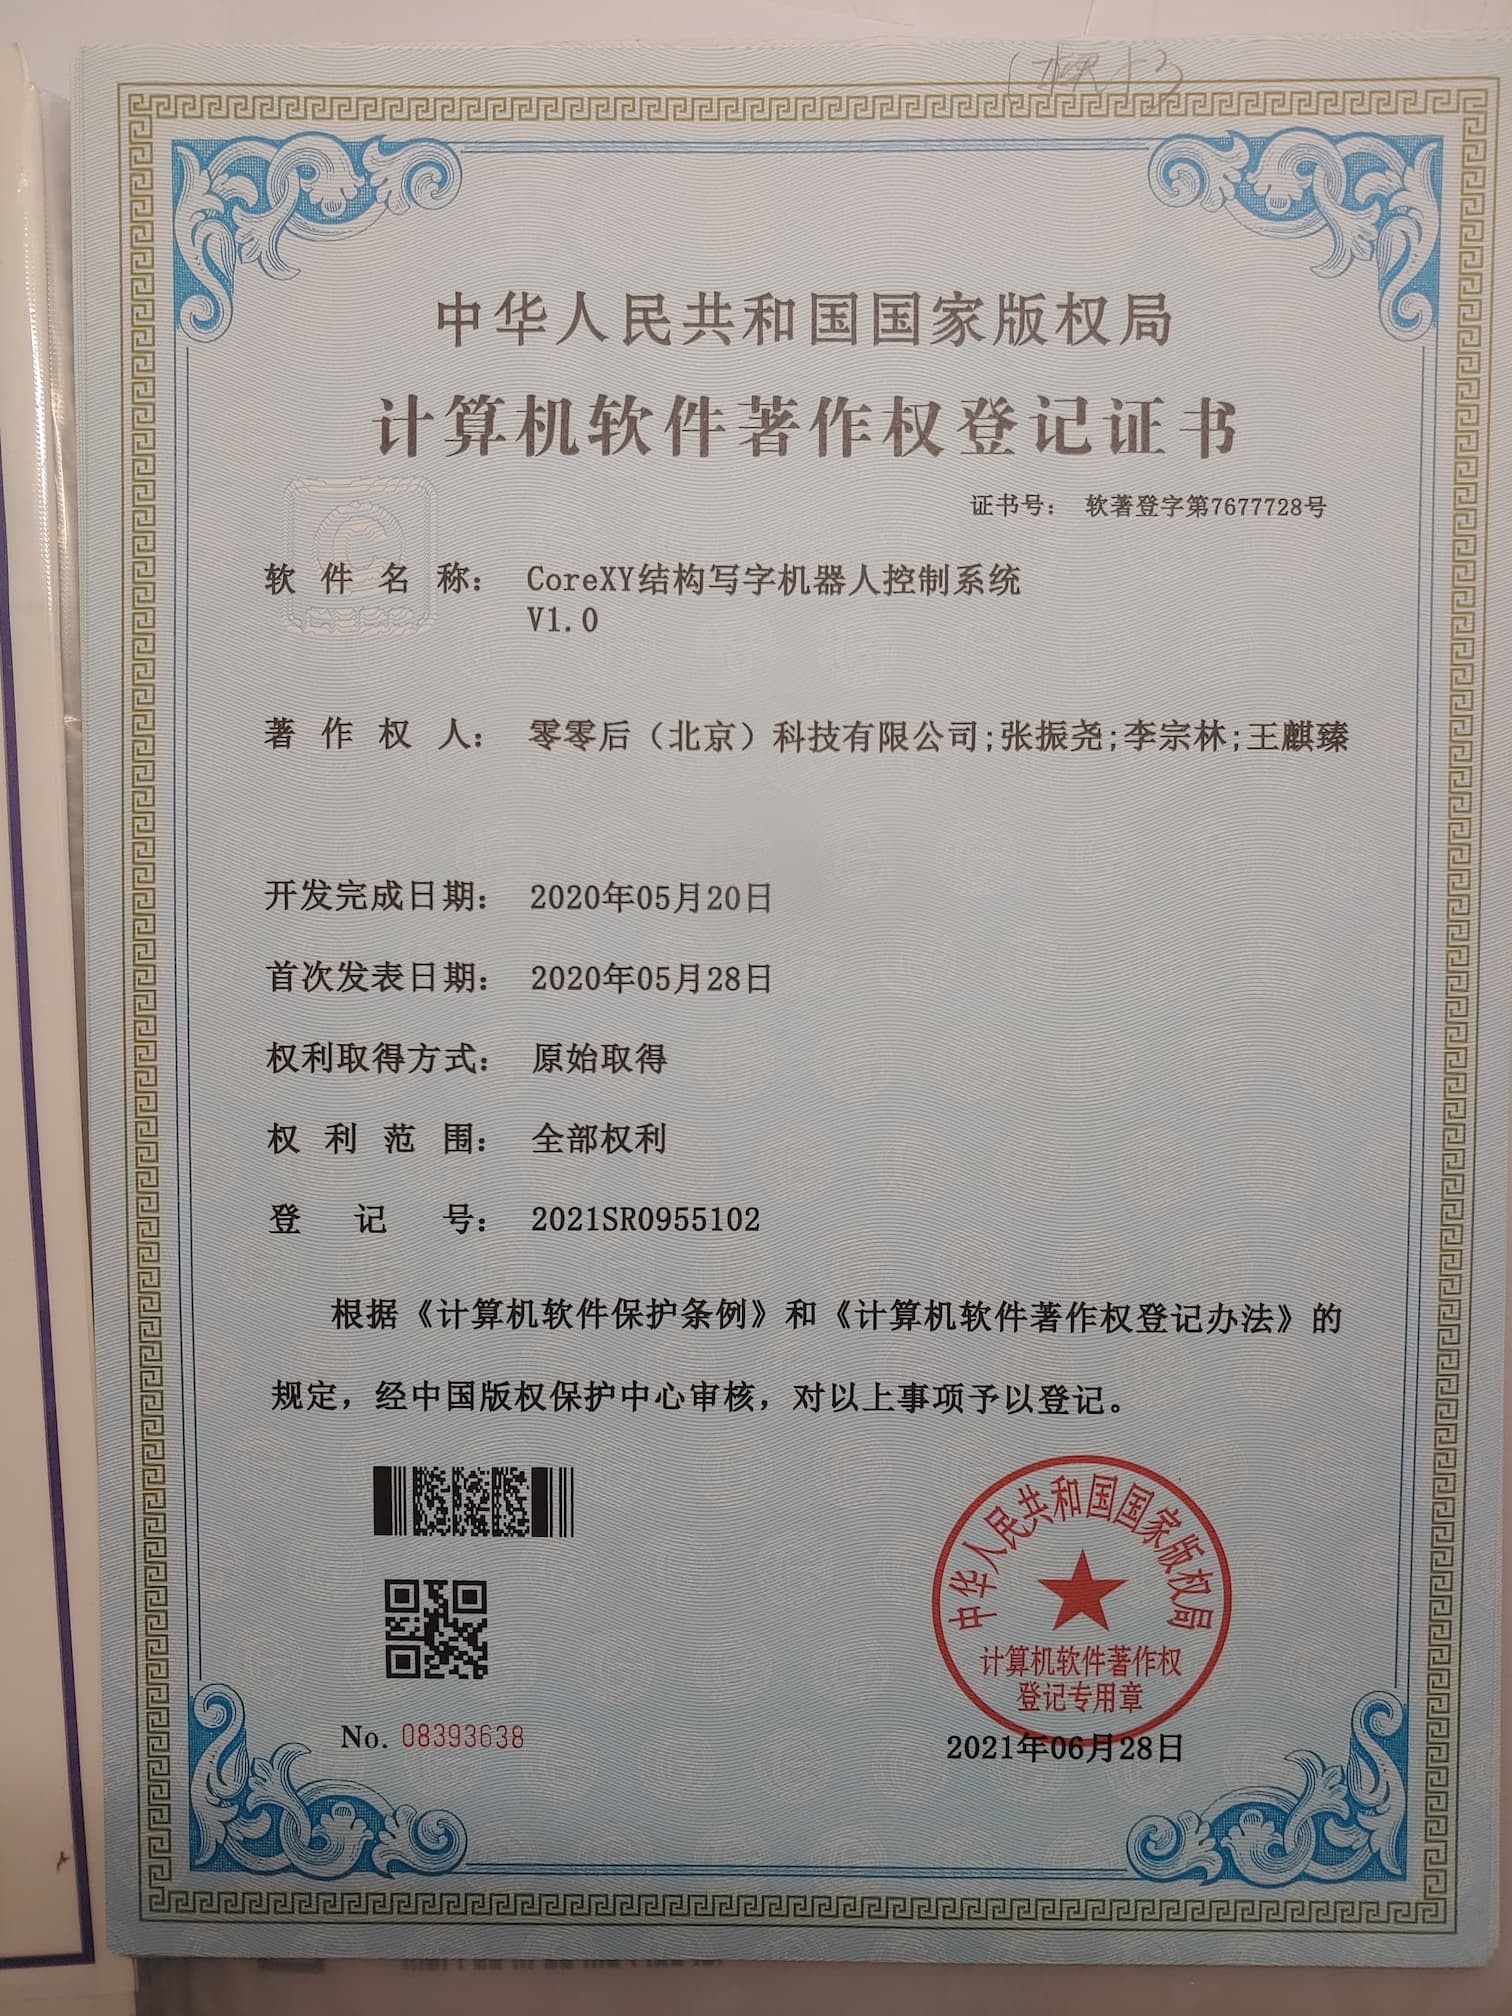 中华人民共和国国家版权局
计算机软件著作权登记证书
证书号： 软著登字第7677728号
软件名称： CoreXY结构写字机器人控制系统
V1.0
著作权人： 零零后（北京）科技有限公司;张振尧;李宗林;王麒臻
开发完成日期： 2020年05月20日
首次发表日期： 2020年05月28日
权利取得方式： 原始取得
权利范围： 全部权利
登记号： 2021SR0955102
根据《计算机软件保护条例》和《计算机软件著作权登记办法》的
规定，经中国版权保护中心审核，对以上事项予以登记。
中华人民共和国国家版权局
计算机软件著作权
登记专用章
No. 08393638
2021年06月28日